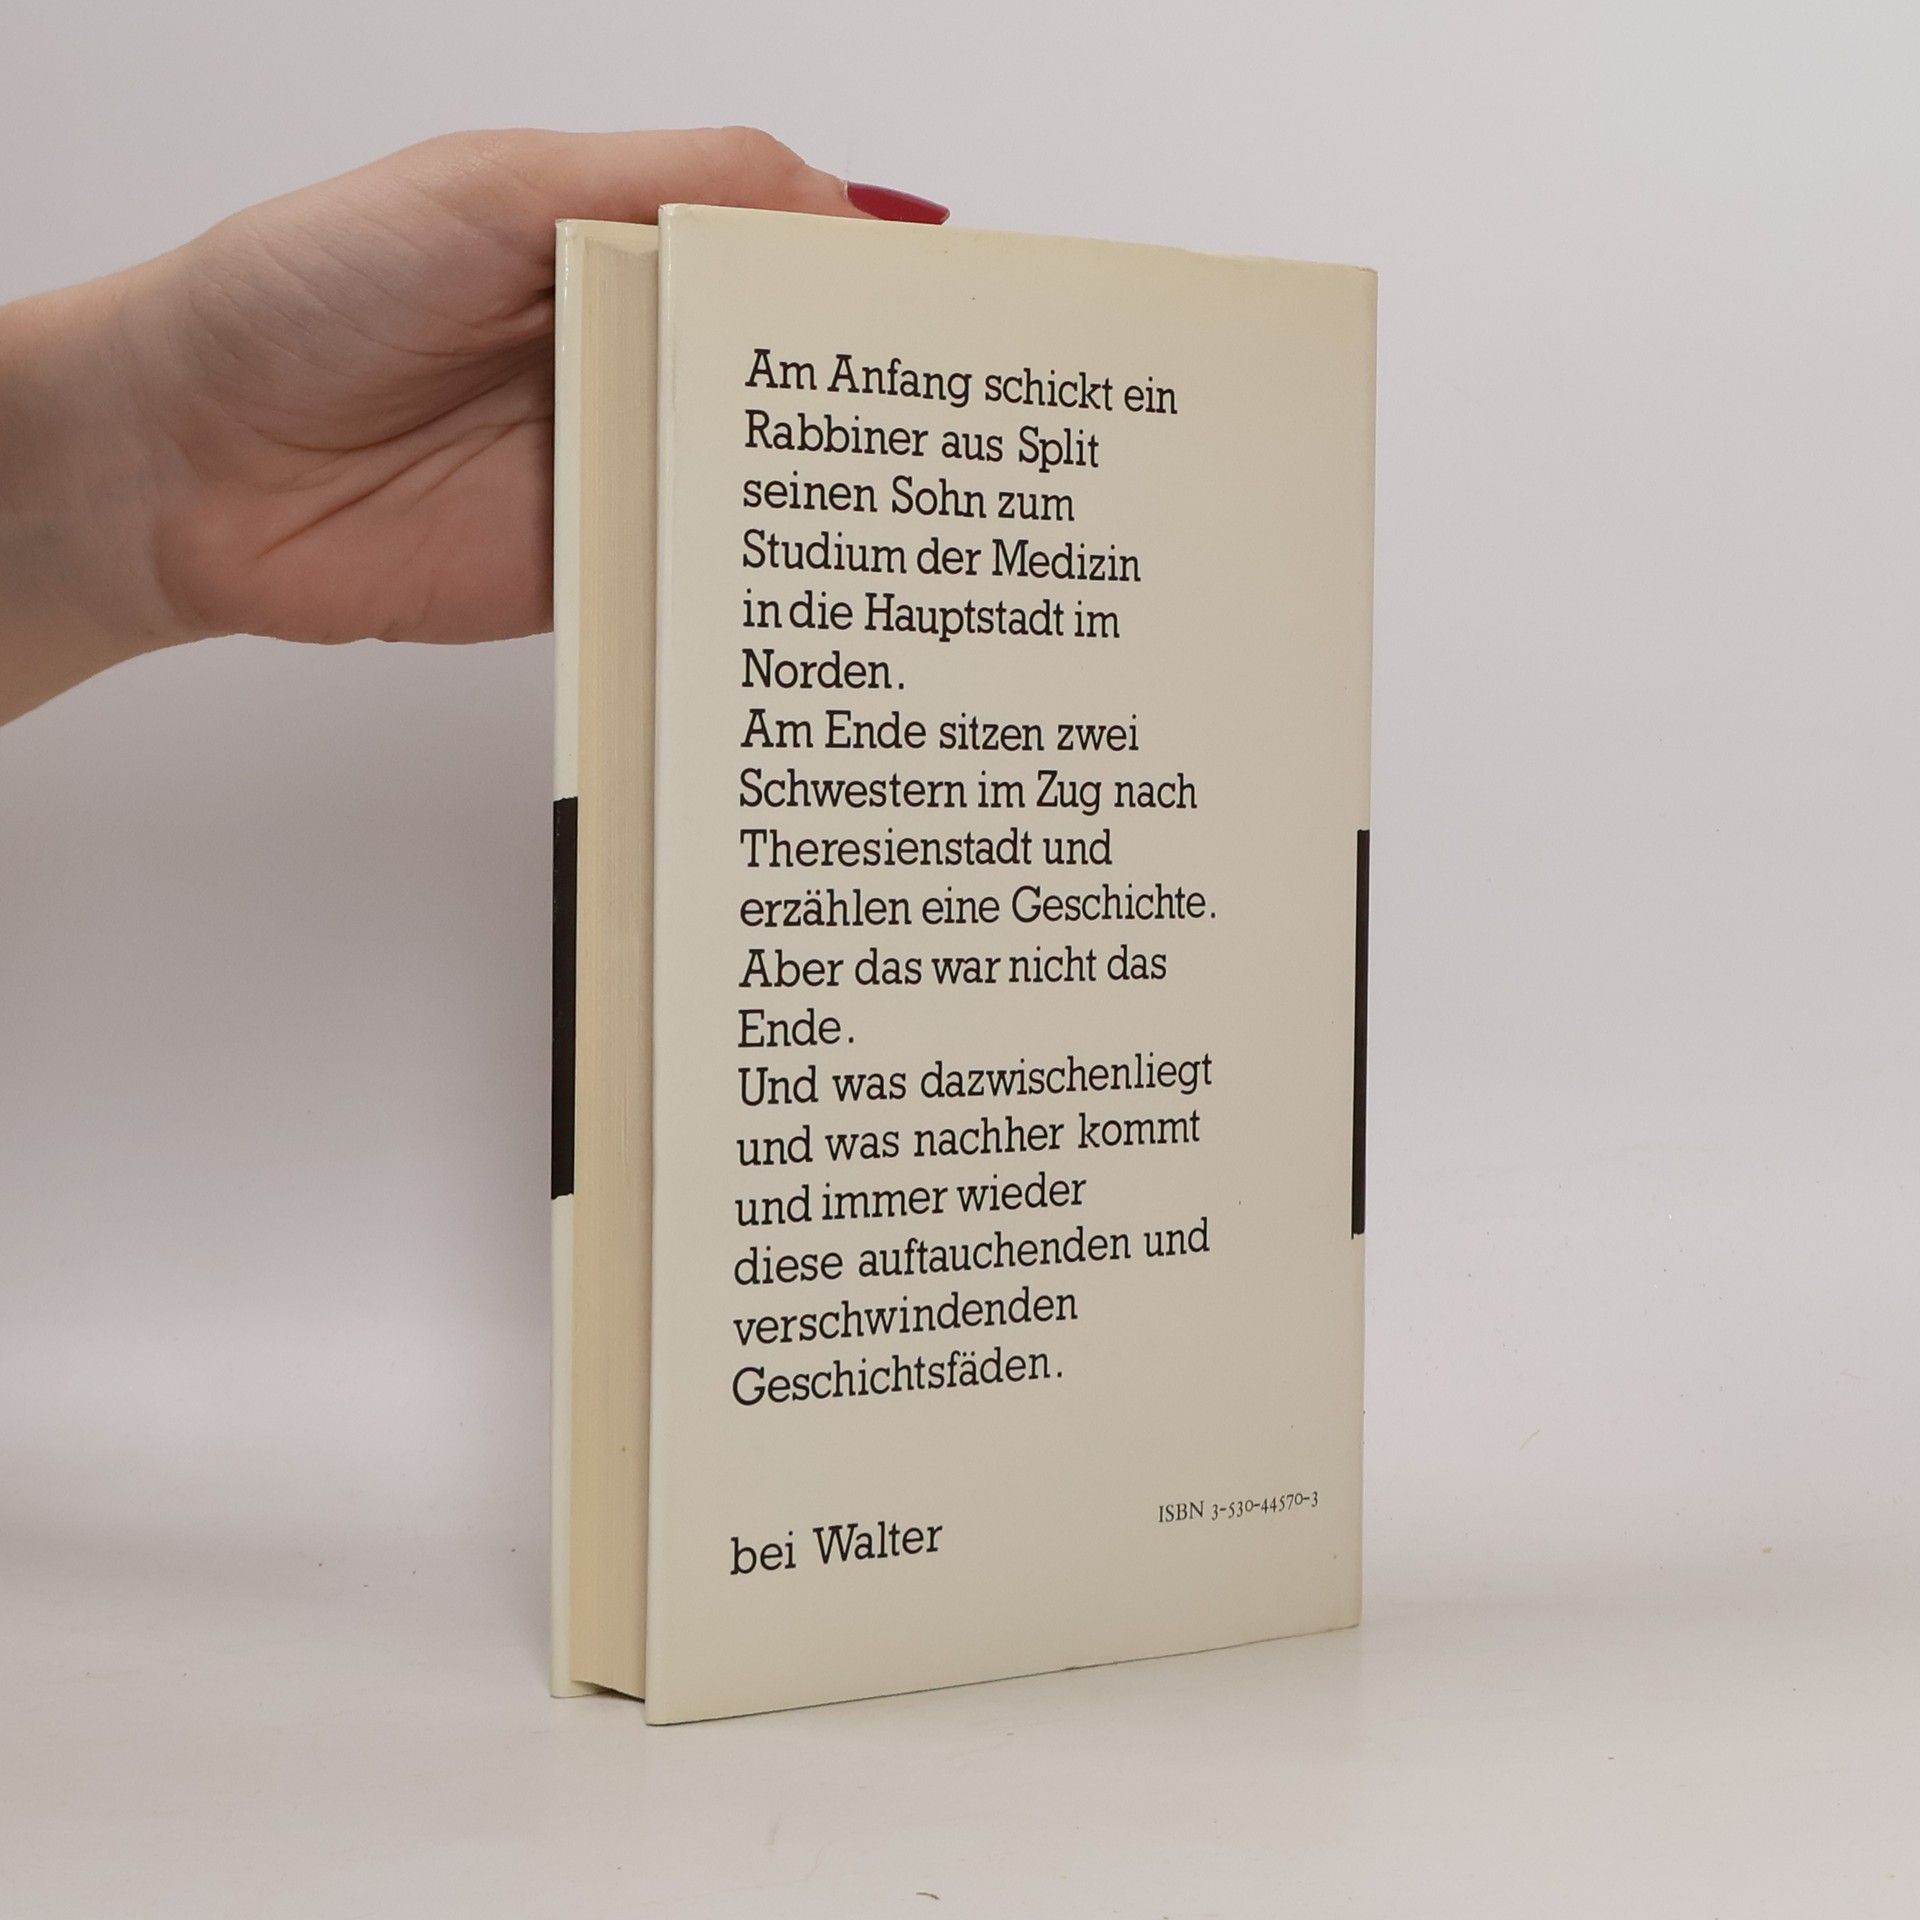 Am Anfang schickt ein
Rabbiner aus Split
seinen Sohn zum
Studium der Medizin
in die Hauptstadt im
Norden.
Am Ende sitzen zwei
Schwestern im Zug nach
Theresienstadt und
erzählen eine Geschichte.
Aber das war nicht das
Ende.
Und was dazwischenliegt
und was nachher kommt
und immer wieder
diese auftauchenden und
verschwindenden
Geschichtsfäden.
ISBN 3-530-44570-3
bei Walter